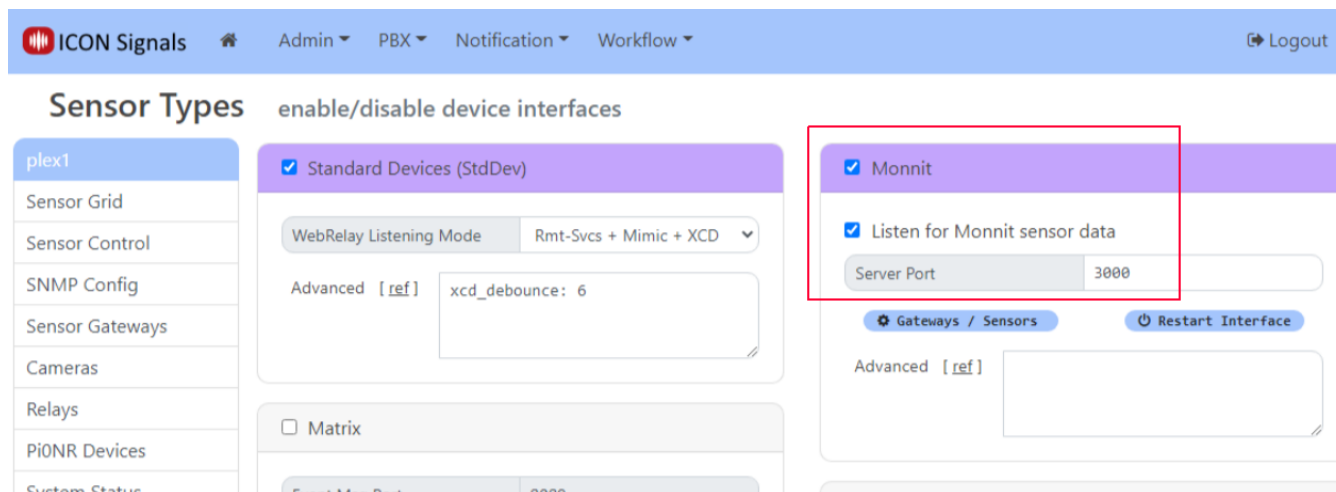 ICON Signals Admin PBX Notification Workflow Logout
Sensor Types enable/disable device interfaces
plex1
Sensor Grid
Sensor Control
SNMP Config
Sensor Gateways
Cameras
Relays
Pi0NR Devices
System Status
Standard Devices (StdDev)
WebRelay Listening Mode Rmt-Svcs + Mimic + XCD
Advanced [ref] xcd_debounce: 6
Matrix
Monnit
Listen for Monnit sensor data
Server Port 3000
Gateways / Sensors Restart Interface
Advanced [ref]